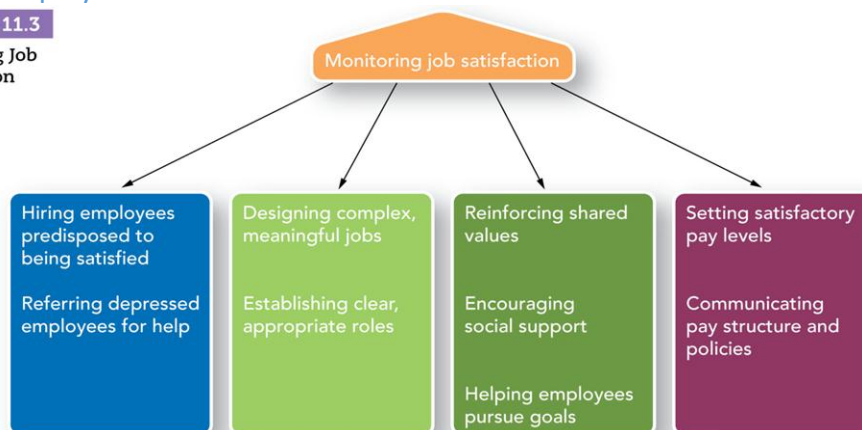 11.3
Job
on
Monitoring job satisfaction
Hiring employees
predisposed to
being satisfied
Referring depressed
employees for help
Designing complex,
meaningful jobs
Establishing clear,
appropriate roles
Reinforcing shared
values
Encouraging
social support
Helping employees
pursue goals
Setting satisfactory
pay levels
Communicating
pay structure and
policies